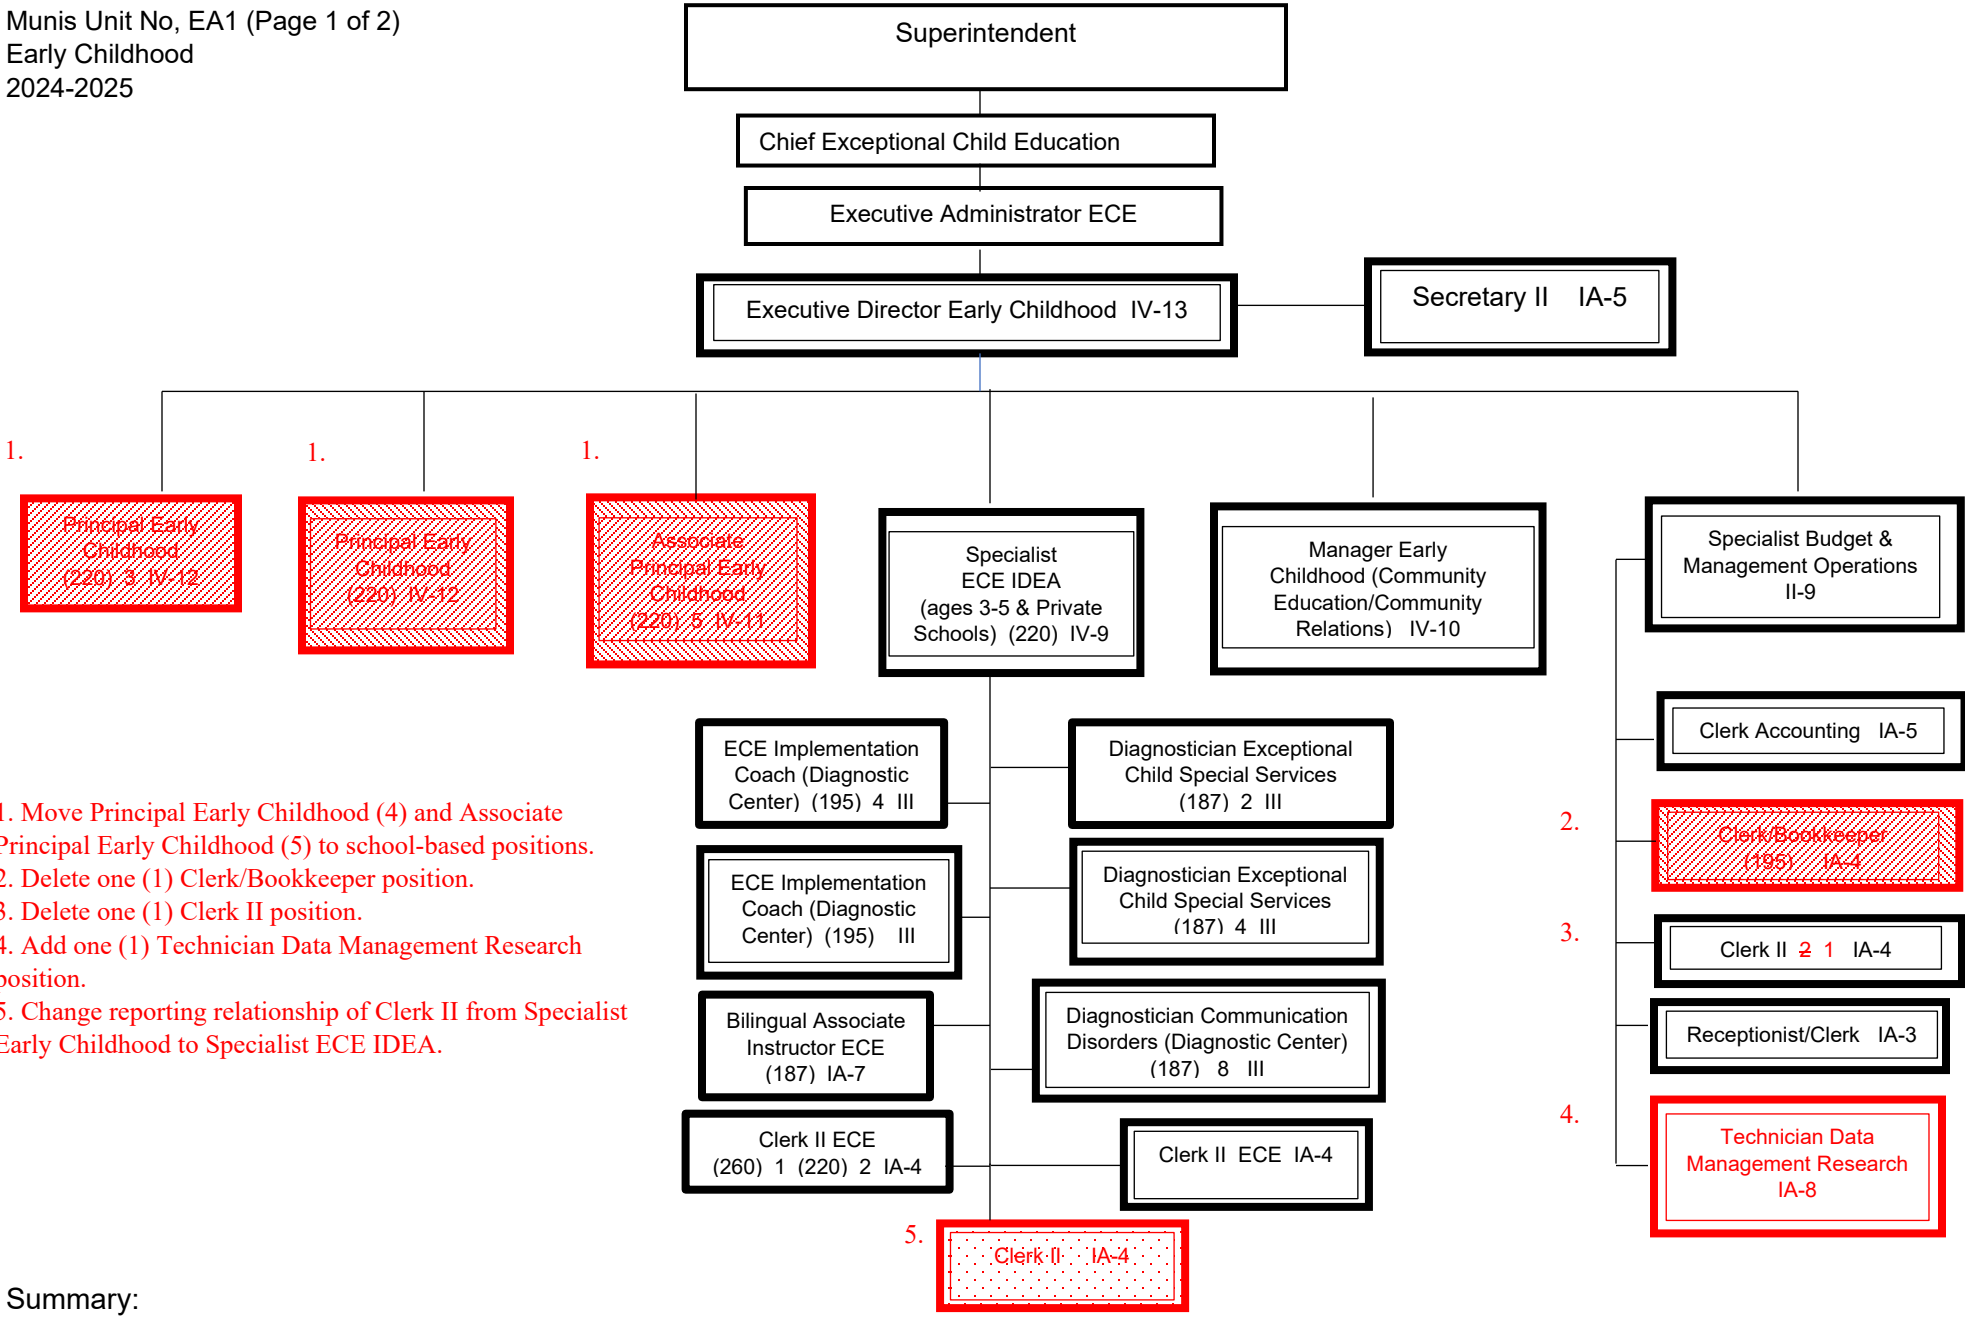 Munis Unit No, EA1 (Page 1 of 2)
Early Childhood
2024-2025
Superintendent
Chief Exceptional Child Education
Executive Administrator ECE
Executive Director Early Childhood IV-13
Secretary II IA-5
1.
1.
1.
Principal Early
Childhood
(220) 3 IV-12
Principal Early
Childhood
(220) IV-12
Associate
Principal Early
Childhood
(220) 5 IV-11
Specialist
ECE IDEA
(ages 3-5 & Private
Schools) (220) IV-9
Manager Early
Childhood (Community
Education/Community
Relations) IV-10
Specialist Budget &
Management Operations
II-9
ECE Implementation
Coach (Diagnostic
Center) (195) 4 III
Diagnostician Exceptional
Child Special Services
(187) 2 III
Clerk Accounting IA-5
1. Move Principal Early Childhood (4) and Associate
Principal Early Childhood (5) to school-based positions.
2. Delete one (1) Clerk/Bookkeeper position.
3. Delete one (1) Clerk II position.
4. Add one (1) Technician Data Management Research
position.
5. Change reporting relationship of Clerk II from Specialist
Early Childhood to Specialist ECE IDEA.
ECE Implementation
Coach (Diagnostic
Center) (195) III
Diagnostician Exceptional
Child Special Services
(187) 4 III
2.
Clerk/Bookkeeper
(195) IA-4
3.
Clerk II 2 1 IA-4
Bilingual Associate
Instructor ECE
(187) IA-7
Diagnostician Communication
Disorders (Diagnostic Center)
(187) 8 III
Receptionist/Clerk IA-3
Clerk II ECE
(260) 1 (220) 2 IA-4
Clerk II ECE IA-4
4.
Technician Data
Management Research
IA-8
5.
Clerk II IA-4
Summary: